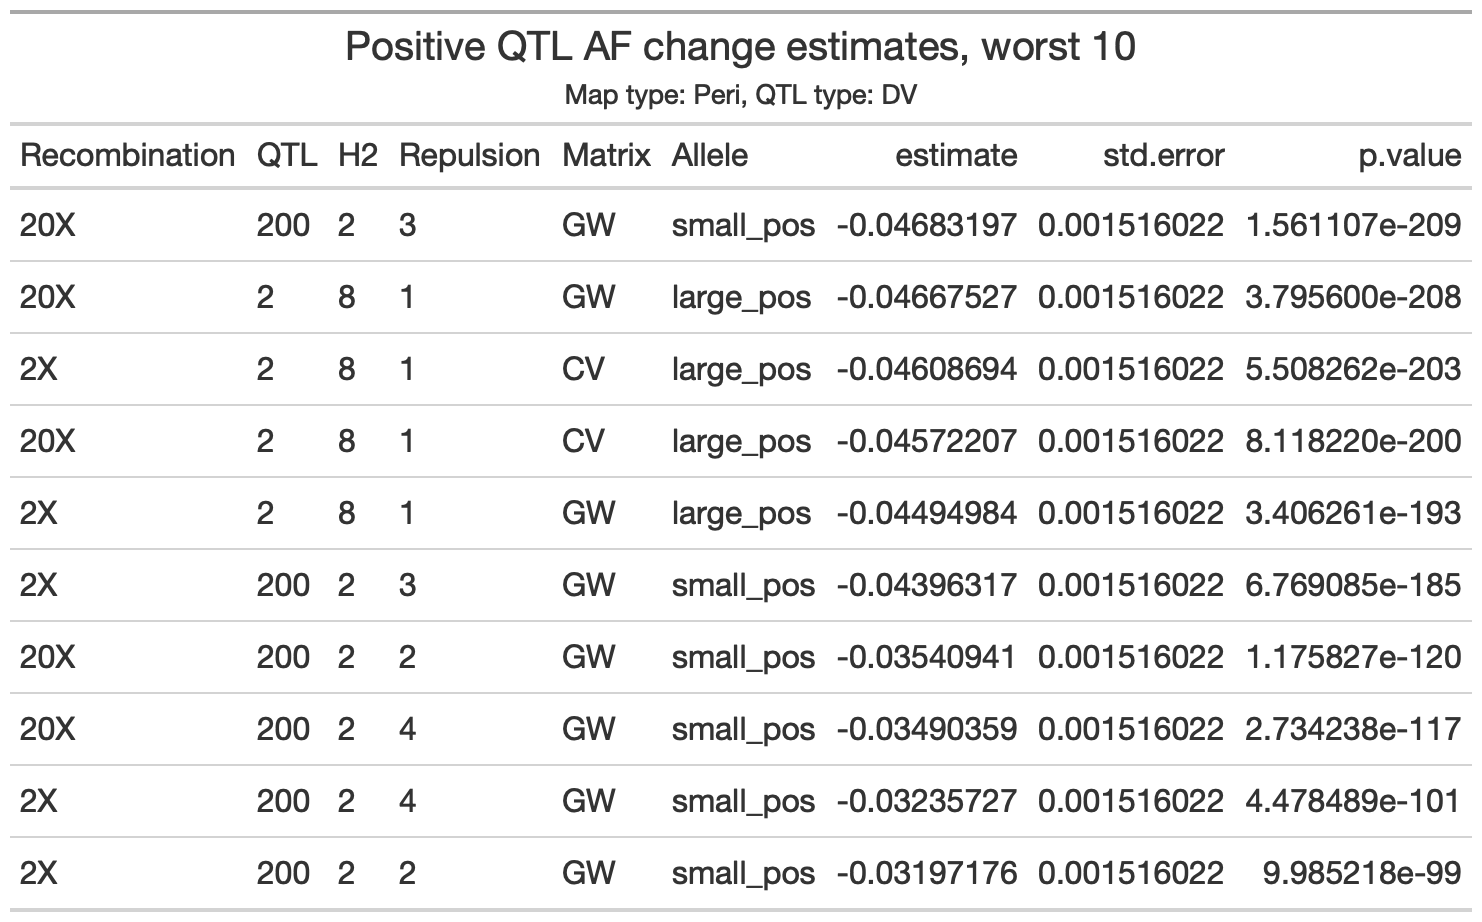 Positive QTL AF change estimates, worst 10
Map type: Peri, QTL type: DV
Recombination QTL H2 Repulsion Matrix Allele estimate std.error p.value
20X 200 2 3 GW small_pos -0.04683197 0.001516022 1.561107e-209
20X 2 8 1 GW large_pos -0.04667527 0.001516022 3.795600e-208
2X 2 8 1 CV large_pos -0.04608694 0.001516022 5.508262e-203
20X 2 8 1 CV large_pos -0.04572207 0.001516022 8.118220e-200
2X 2 8 1 GW large_pos -0.04494984 0.001516022 3.406261e-193
2X 200 2 3 GW small_pos -0.04396317 0.001516022 6.769085e-185
20X 200 2 2 GW small_pos -0.03540941 0.001516022 1.175827e-120
20X 200 2 4 GW small_pos -0.03490359 0.001516022 2.734238e-117
2X 200 2 4 GW small_pos -0.03235727 0.001516022 4.478489e-101
2X 200 2 2 GW small_pos -0.03197176 0.001516022 9.985218e-99